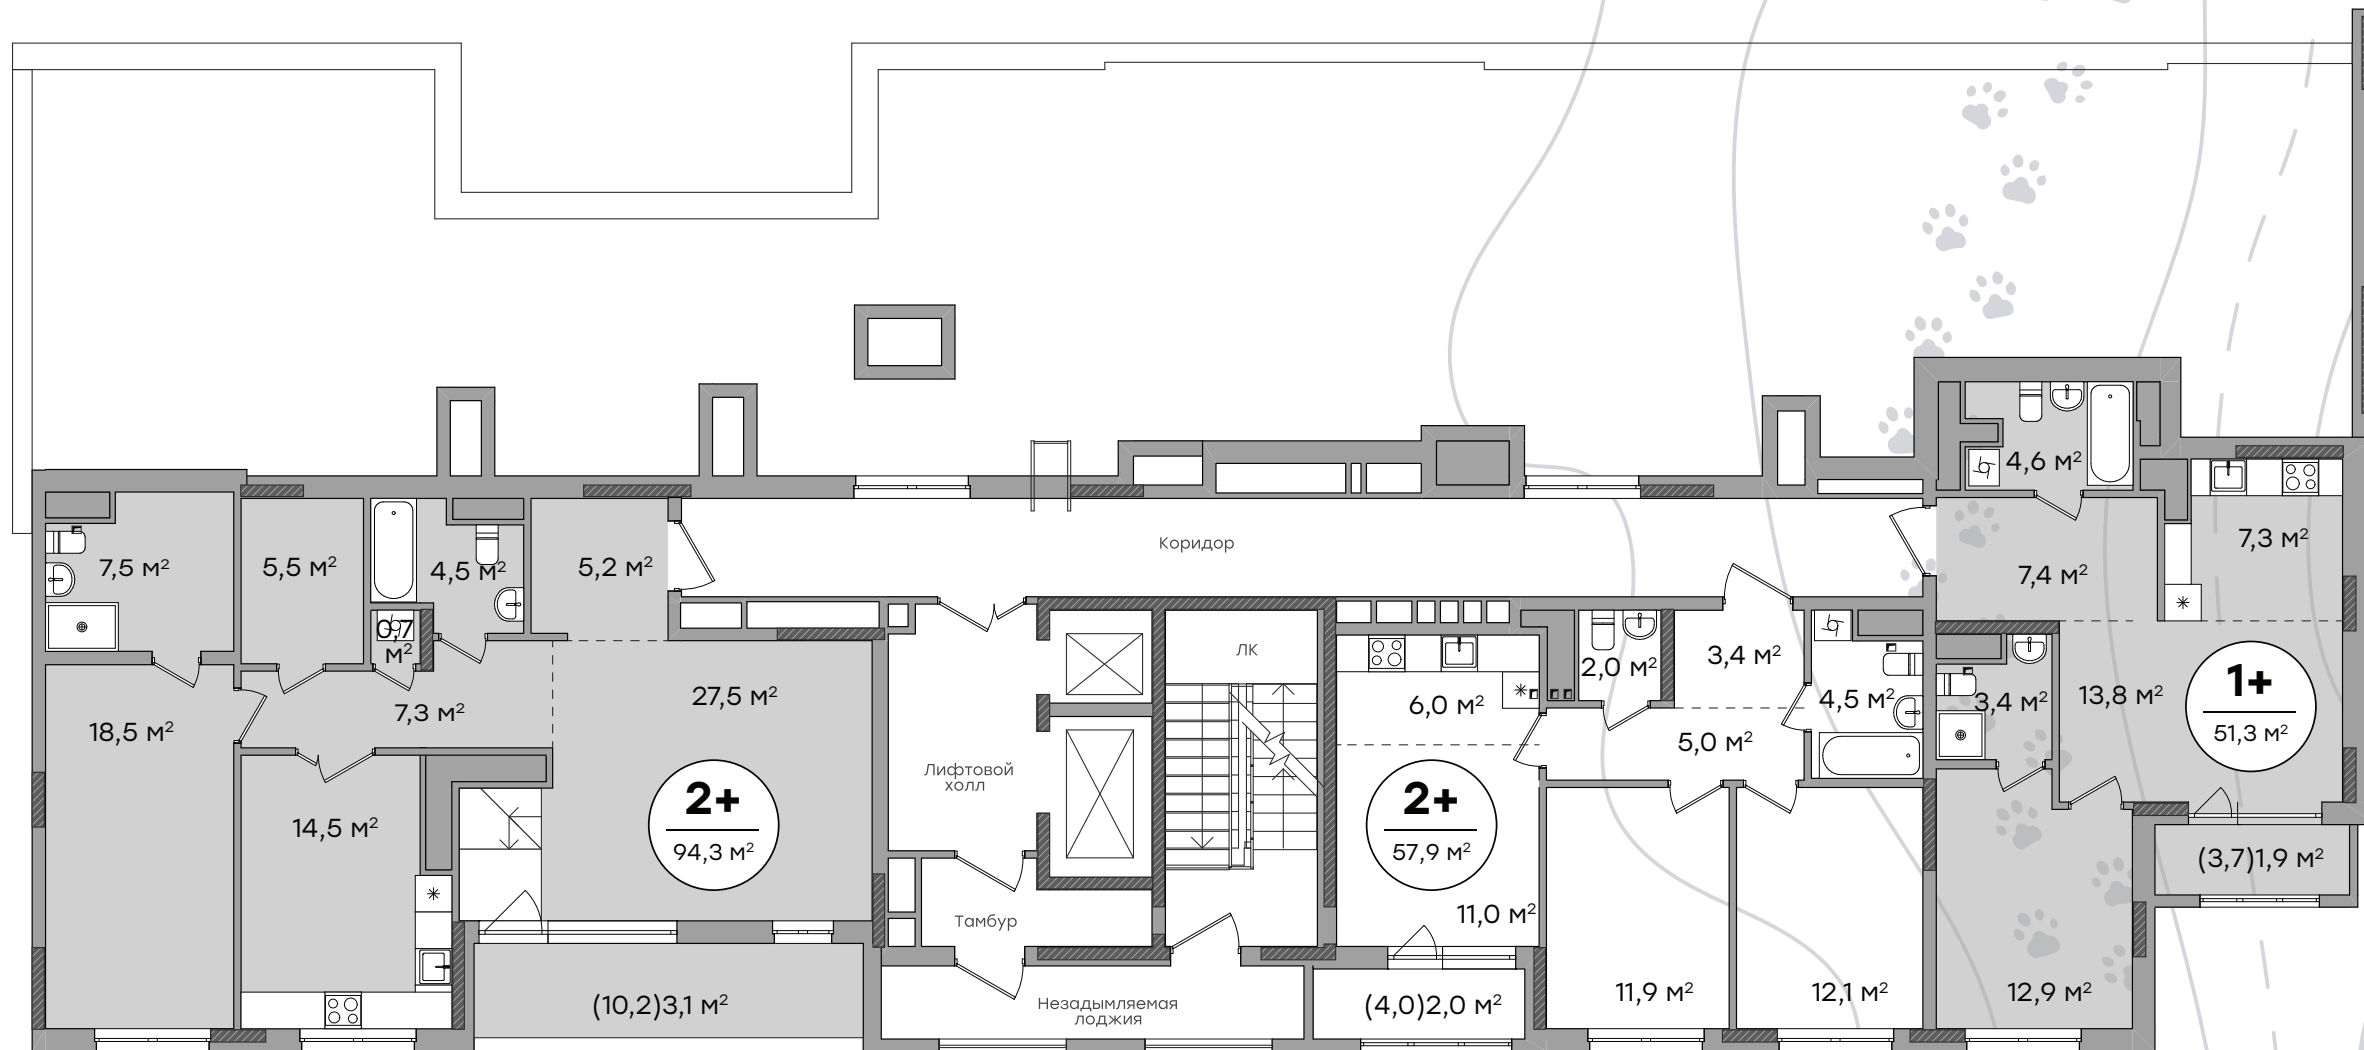 4,6 м²
Коридор
7,3 м²
7,5 м²
5,5 м²
4,5 м²
5,2 м²
7,4 м²
0,7
м²
ЛК
2,0 м²
3,4 м²
18,5 м²
7,3 м²
27,5 м²
6,0 м²
4,5 м²
3,4 м²
13,8 м²
1+
51,3 м²
5,0 м²
Лифтовой
холл
2+
94,3 м²
2+
57,9 м²
14,5 м²
(3,7)1,9 м²
Тамбур
11,0 м²
11,9 м²
12,1 м²
12,9 м²
(10,2)3,1 м²
Незадымляемая
лоджия
(4,0)2,0 м²